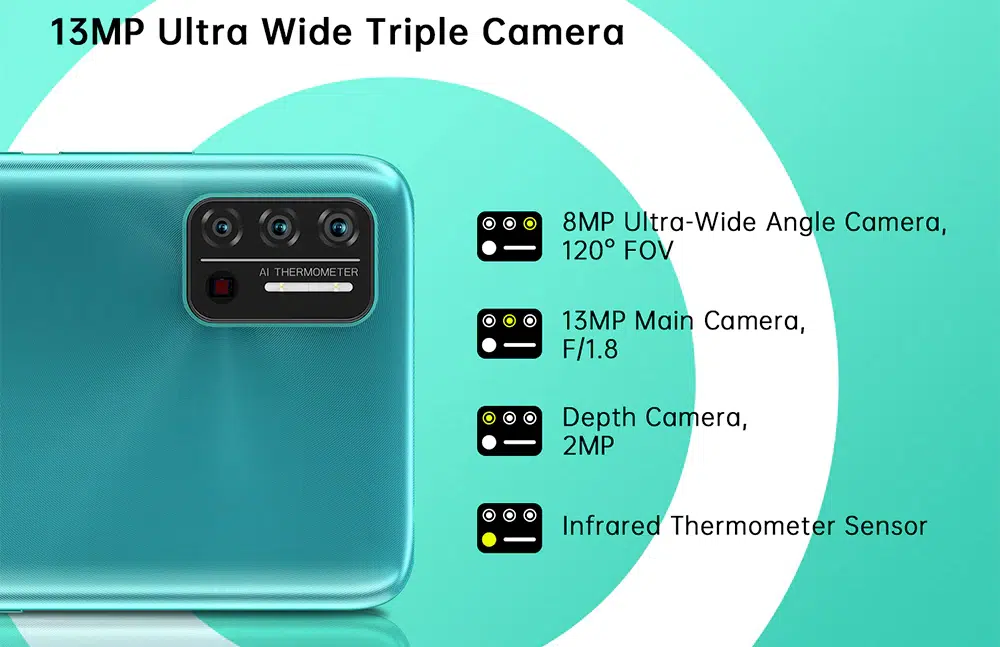 13MP Ultra Wide Triple Camera
AI THERMOMETER
8MP Ultra-Wide Angle Camera,
120° FOV
13MP Main Camera,
F/1.8
Depth Camera,
2MP
Infrared Thermometer Sensor